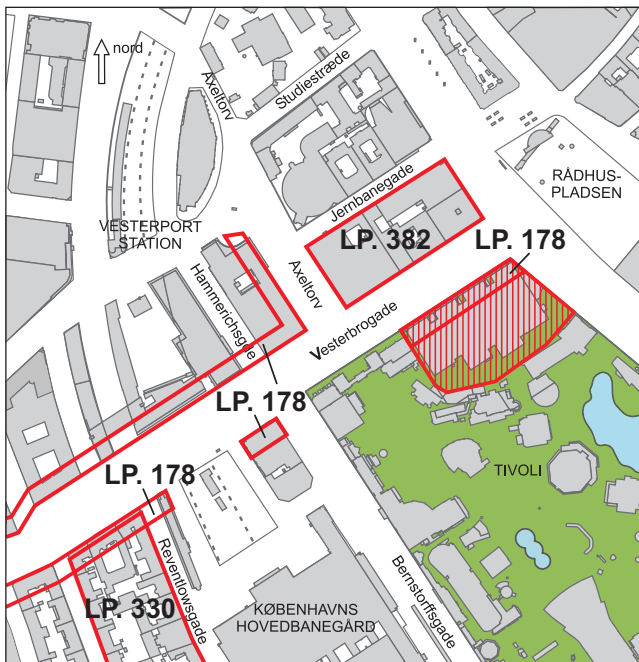 nord
Axeltorv
Studiestræde
RÅDHUS-
PLADSEN
Jernbanegade
VESTERPORT
STATION
LP. 382
LP. 178
Hammerichsgde
Axeltorv
Vesterbrogade
LP. 178
LP. 178
TIVOLI
Reventlowsgade
Bernstorffsgade
LP. 330
KØBENHAVNS
HOVEDBANEGÅRD